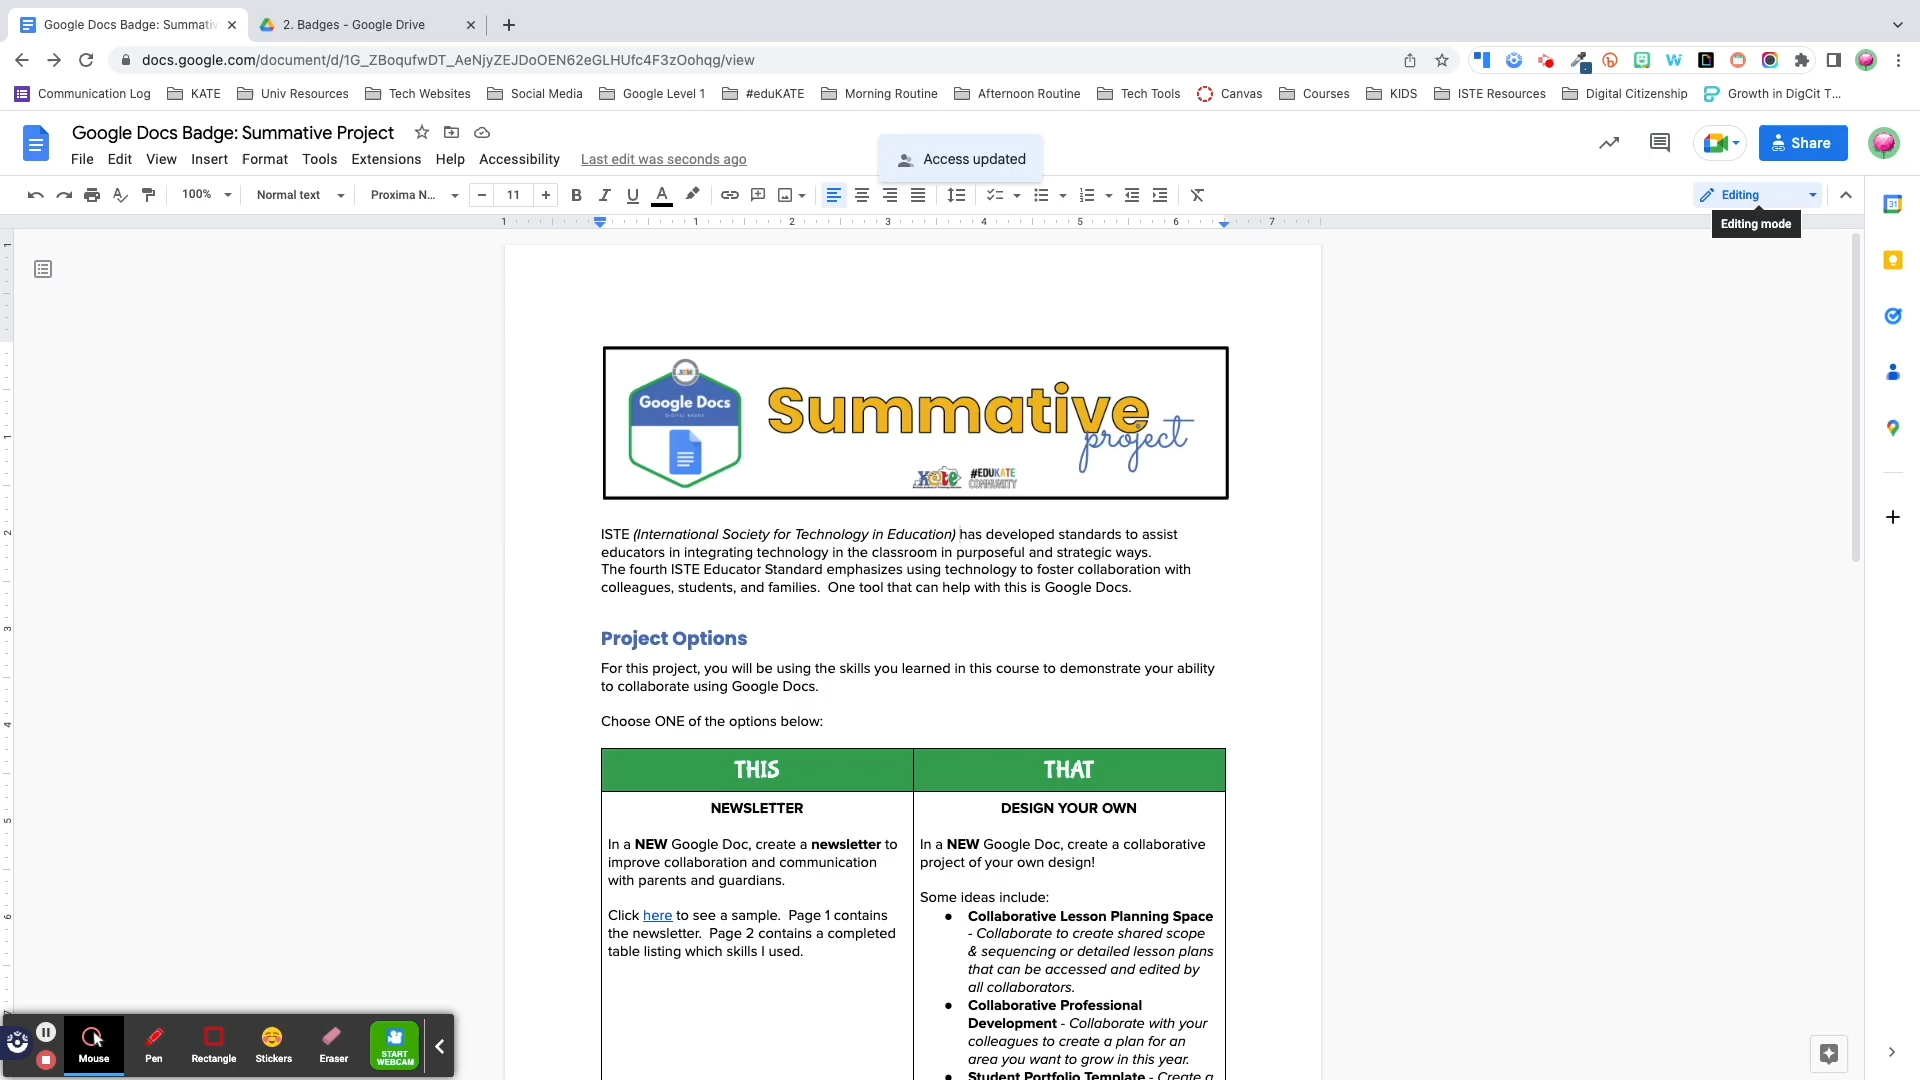 Google Docs Badge: Summativ
2. Badges - Google Drive
docs.google.com/document/d/1G_ZBoqufwDT_AeNjyZEJDoOEN62eGLHUfc4F3zOohqg/view
Communication Log KATE Univ Resources Tech Websites Social Media Google Level 1 #eduKATE Morning Routine Afternoon Routine Tech Tools Canvas Courses KIDS ISTE Resources Digital Citizenship Growth in DigCit T...
Google Docs Badge: Summative Project
File Edit View Insert Format Tools Extensions Help Accessibility Last edit was seconds ago
Access updated
Share
100% Normal text Proxima N... 11
Editing
Editing mode
1 1 2 3 4 5 6 7
Google Docs
DIGITAL BADGE
Summative
project
kate #EDUKATE
COMMUNITY
ISTE (International Society for Technology in Education) has developed standards to assist
educators in integrating technology in the classroom in purposeful and strategic ways.
The fourth ISTE Educator Standard emphasizes using technology to foster collaboration with
colleagues, students, and families.  One tool that can help with this is Google Docs.
Project Options
For this project, you will be using the skills you learned in this course to demonstrate your ability
to collaborate using Google Docs.
Choose ONE of the options below:
THIS
NEWSLETTER
In a NEW Google Doc, create a newsletter to
improve collaboration and communication
with parents and guardians.
Click here to see a sample.  Page 1 contains
the newsletter.  Page 2 contains a completed
table listing which skills I used.
THAT
DESIGN YOUR OWN
In a NEW Google Doc, create a collaborative
project of your own design!
Some ideas include:
● Collaborative Lesson Planning Space
- Collaborate to create shared scope
& sequencing or detailed lesson plans
that can be accessed and edited by
all collaborators.
● Collaborative Professional
Development - Collaborate with your
colleagues to create a plan for an
area you want to grow in this year.
● Student Portfolio Template - Create a
Mouse Pen Rectangle Stickers Eraser
START
WEBCAM